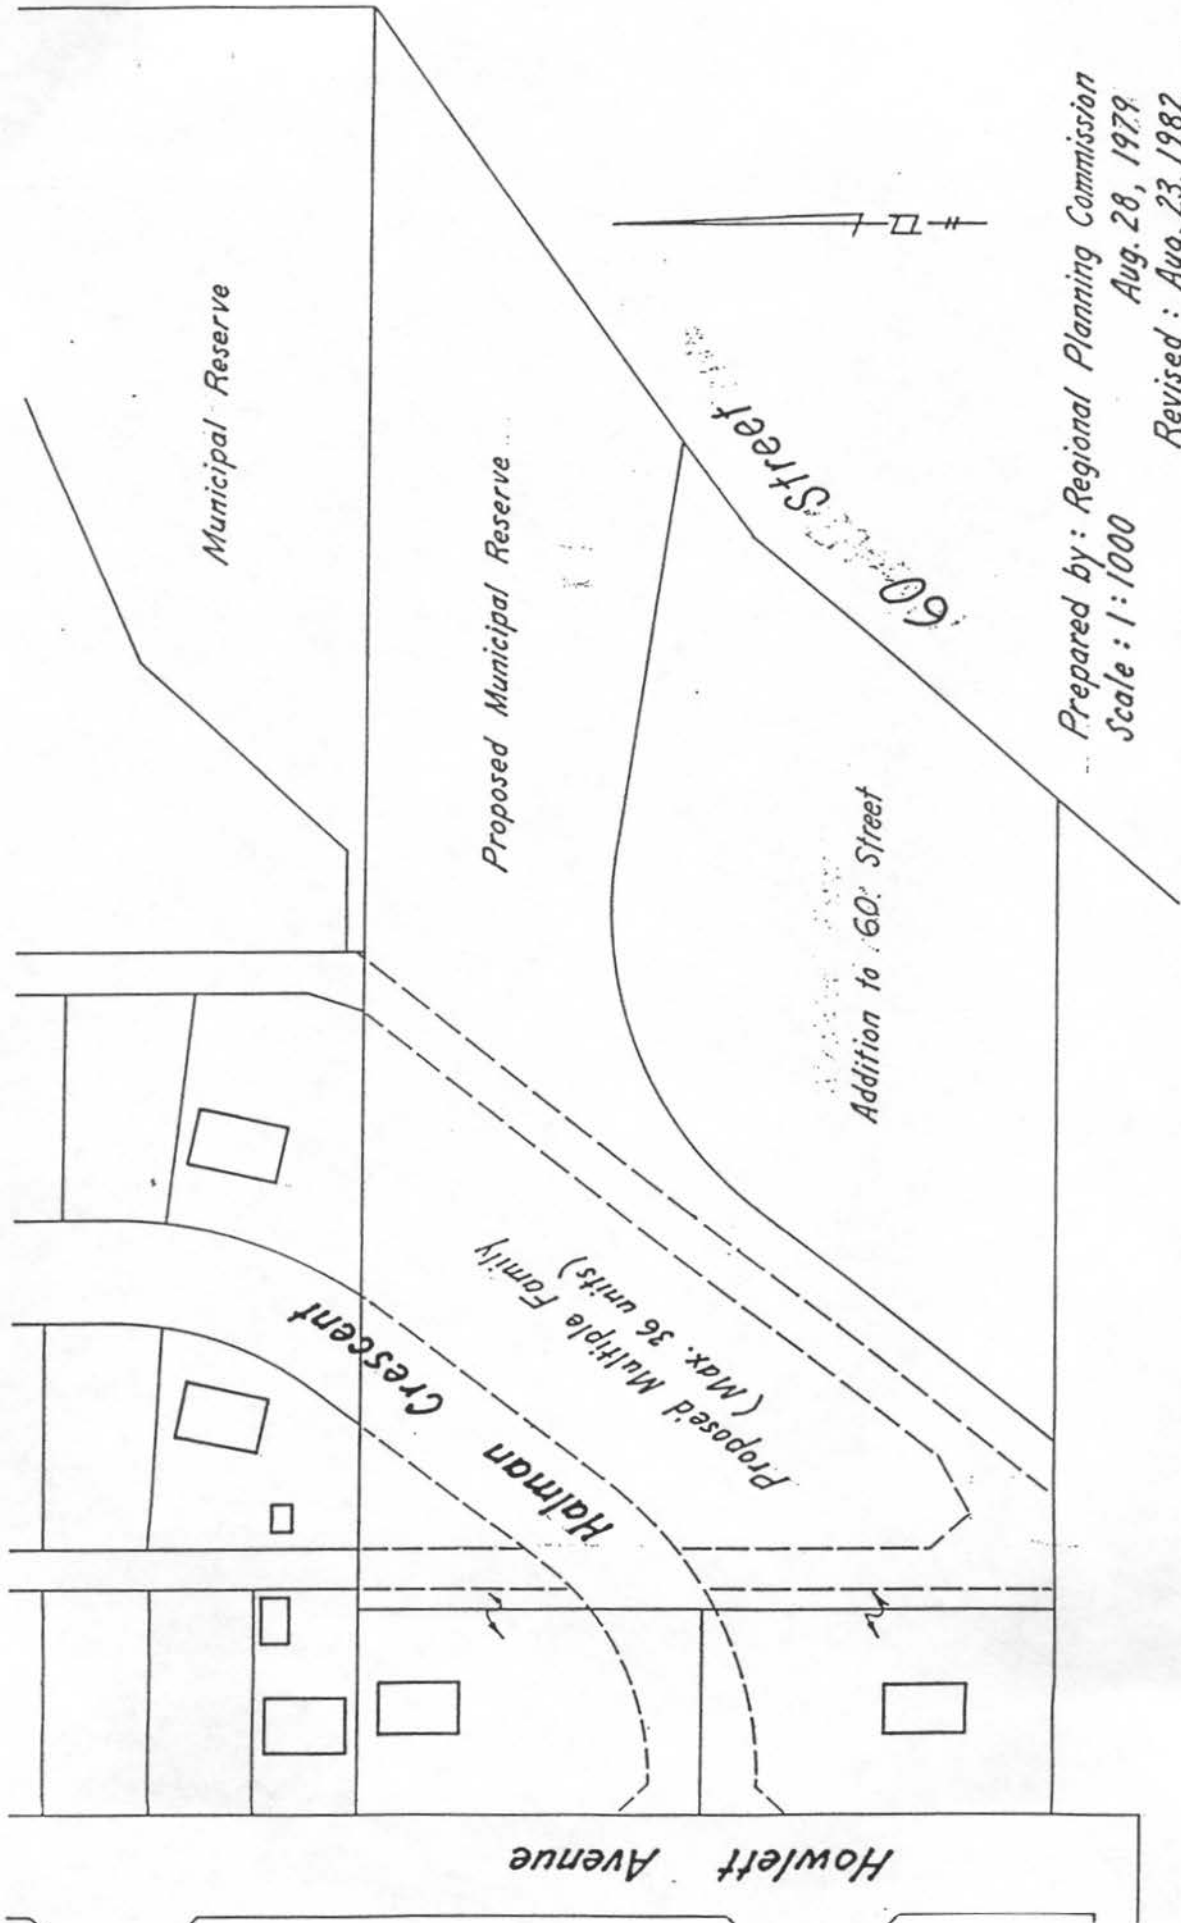 Municipal Reserve
Proposed Municipal Reserve
60 Street
Addition to 60 Street
Proposed Multiple Family
(Max. 36 units)
Halman Crescent
Howlett Avenue
Prepared by : Regional Planning Commission
Scale : 1 : 1000 Aug. 28, 1979
Revised : Aug. 23, 1982